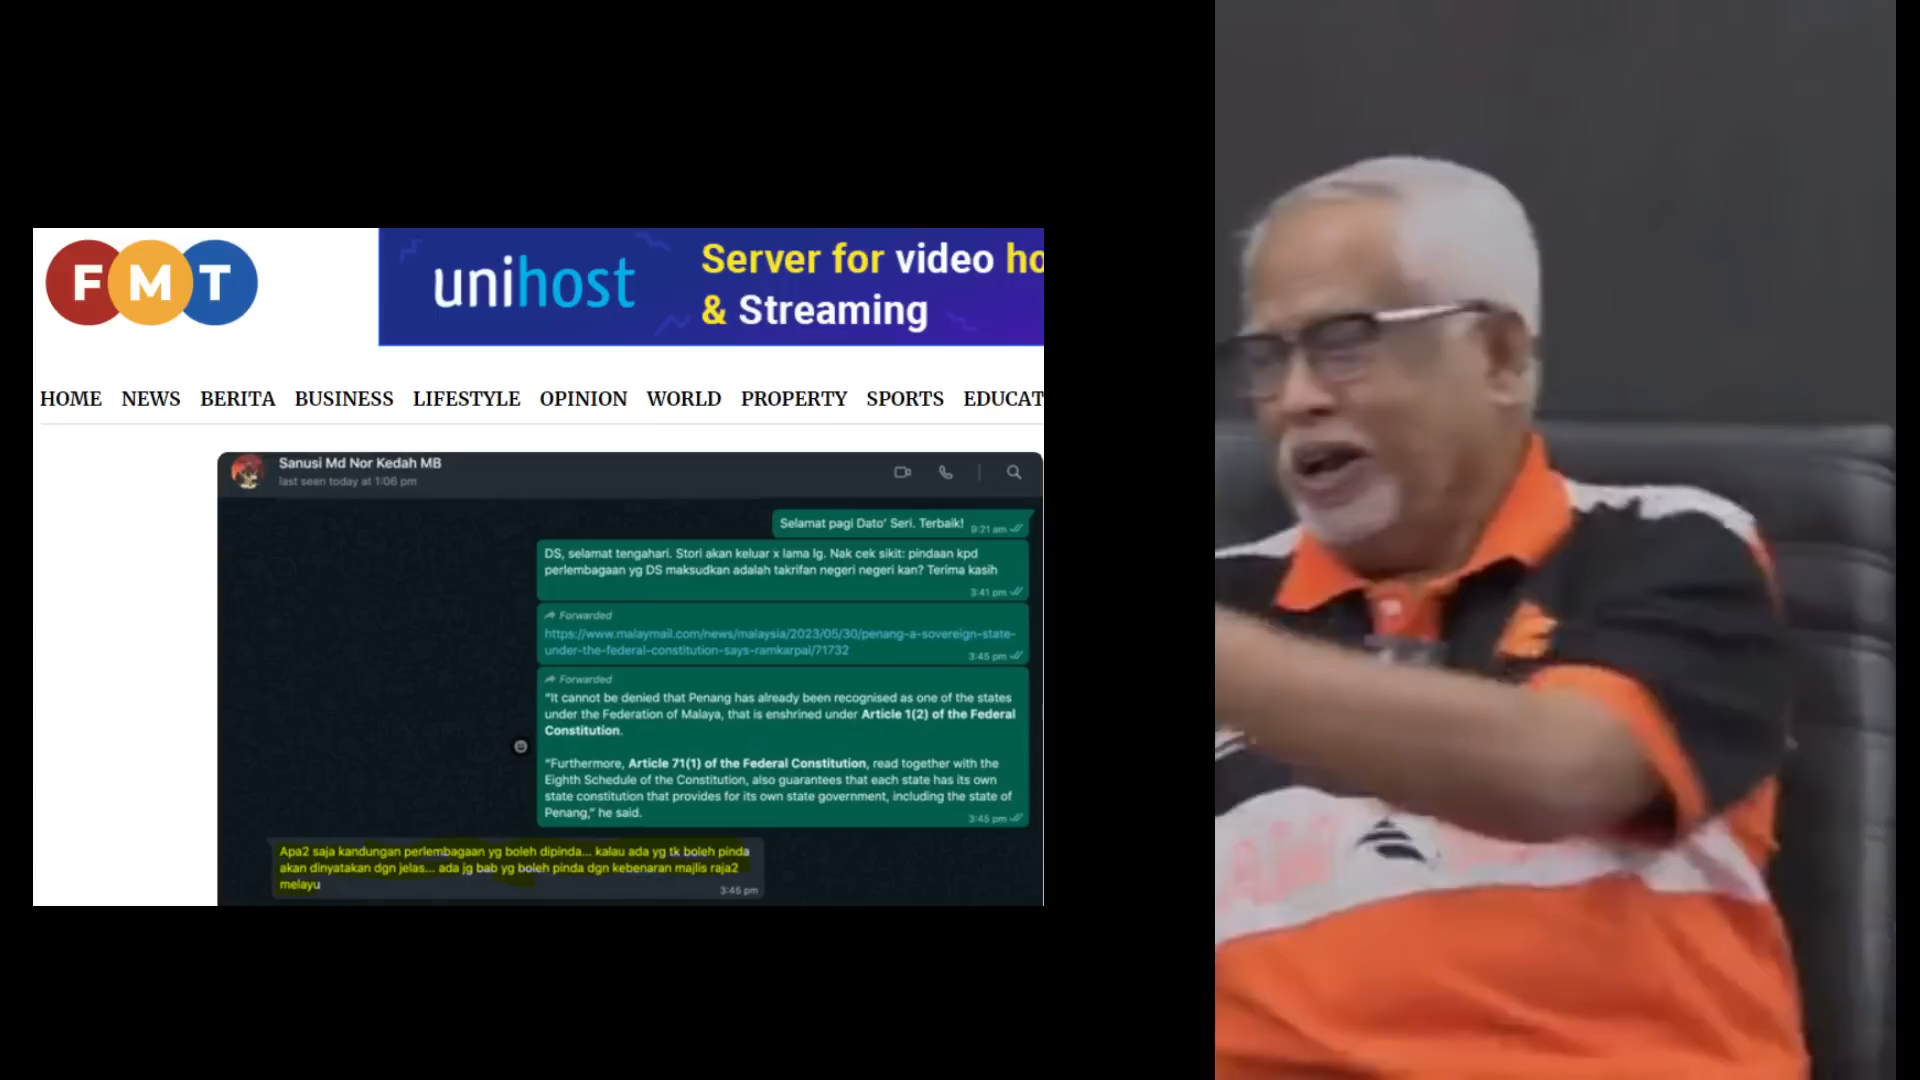 FMT
unihost
Server for video ho
& Streaming
HOME NEWS BERITA BUSINESS LIFESTYLE OPINION WORLD PROPERTY SPORTS EDUCAT
Sanusi Md Nor Kedah MB
last seen today at 1:06 pm
Selamat pagi Dato' Seri. Terbaik! 9:21 am
DS, selamat tengahari. Stori akan keluar x lama lg. Nak cek sikit: pindaan kpd
perlembagaan yg DS maksudkan adalah takrifan negeri negeri kan? Terima kasih
3:41 pm
Forwarded
https://www.malaymail.com/news/malaysia/2023/05/30/penang-a-sovereign-state-
under-the-federal-constitution-says-ramkarpal/71732 3:45 pm
Forwarded
"It cannot be denied that Penang has already been recognised as one of the states
under the Federation of Malaya, that is enshrined under Article 1(2) of the Federal
Constitution.
"Furthermore, Article 71(1) of the Federal Constitution, read together with the
Eighth Schedule of the Constitution, also guarantees that each state has its own
state constitution that provides for its own state government, including the state of
Penang," he said. 3:45 pm
Apa2 saja kandungan perlembagaan yg boleh dipinda... kalau ada yg tk boleh pinda
akan dinyatakan dgn jelas... ada jg bab yg boleh pinda dgn kebenaran majlis raja2
melayu 3:45 pm